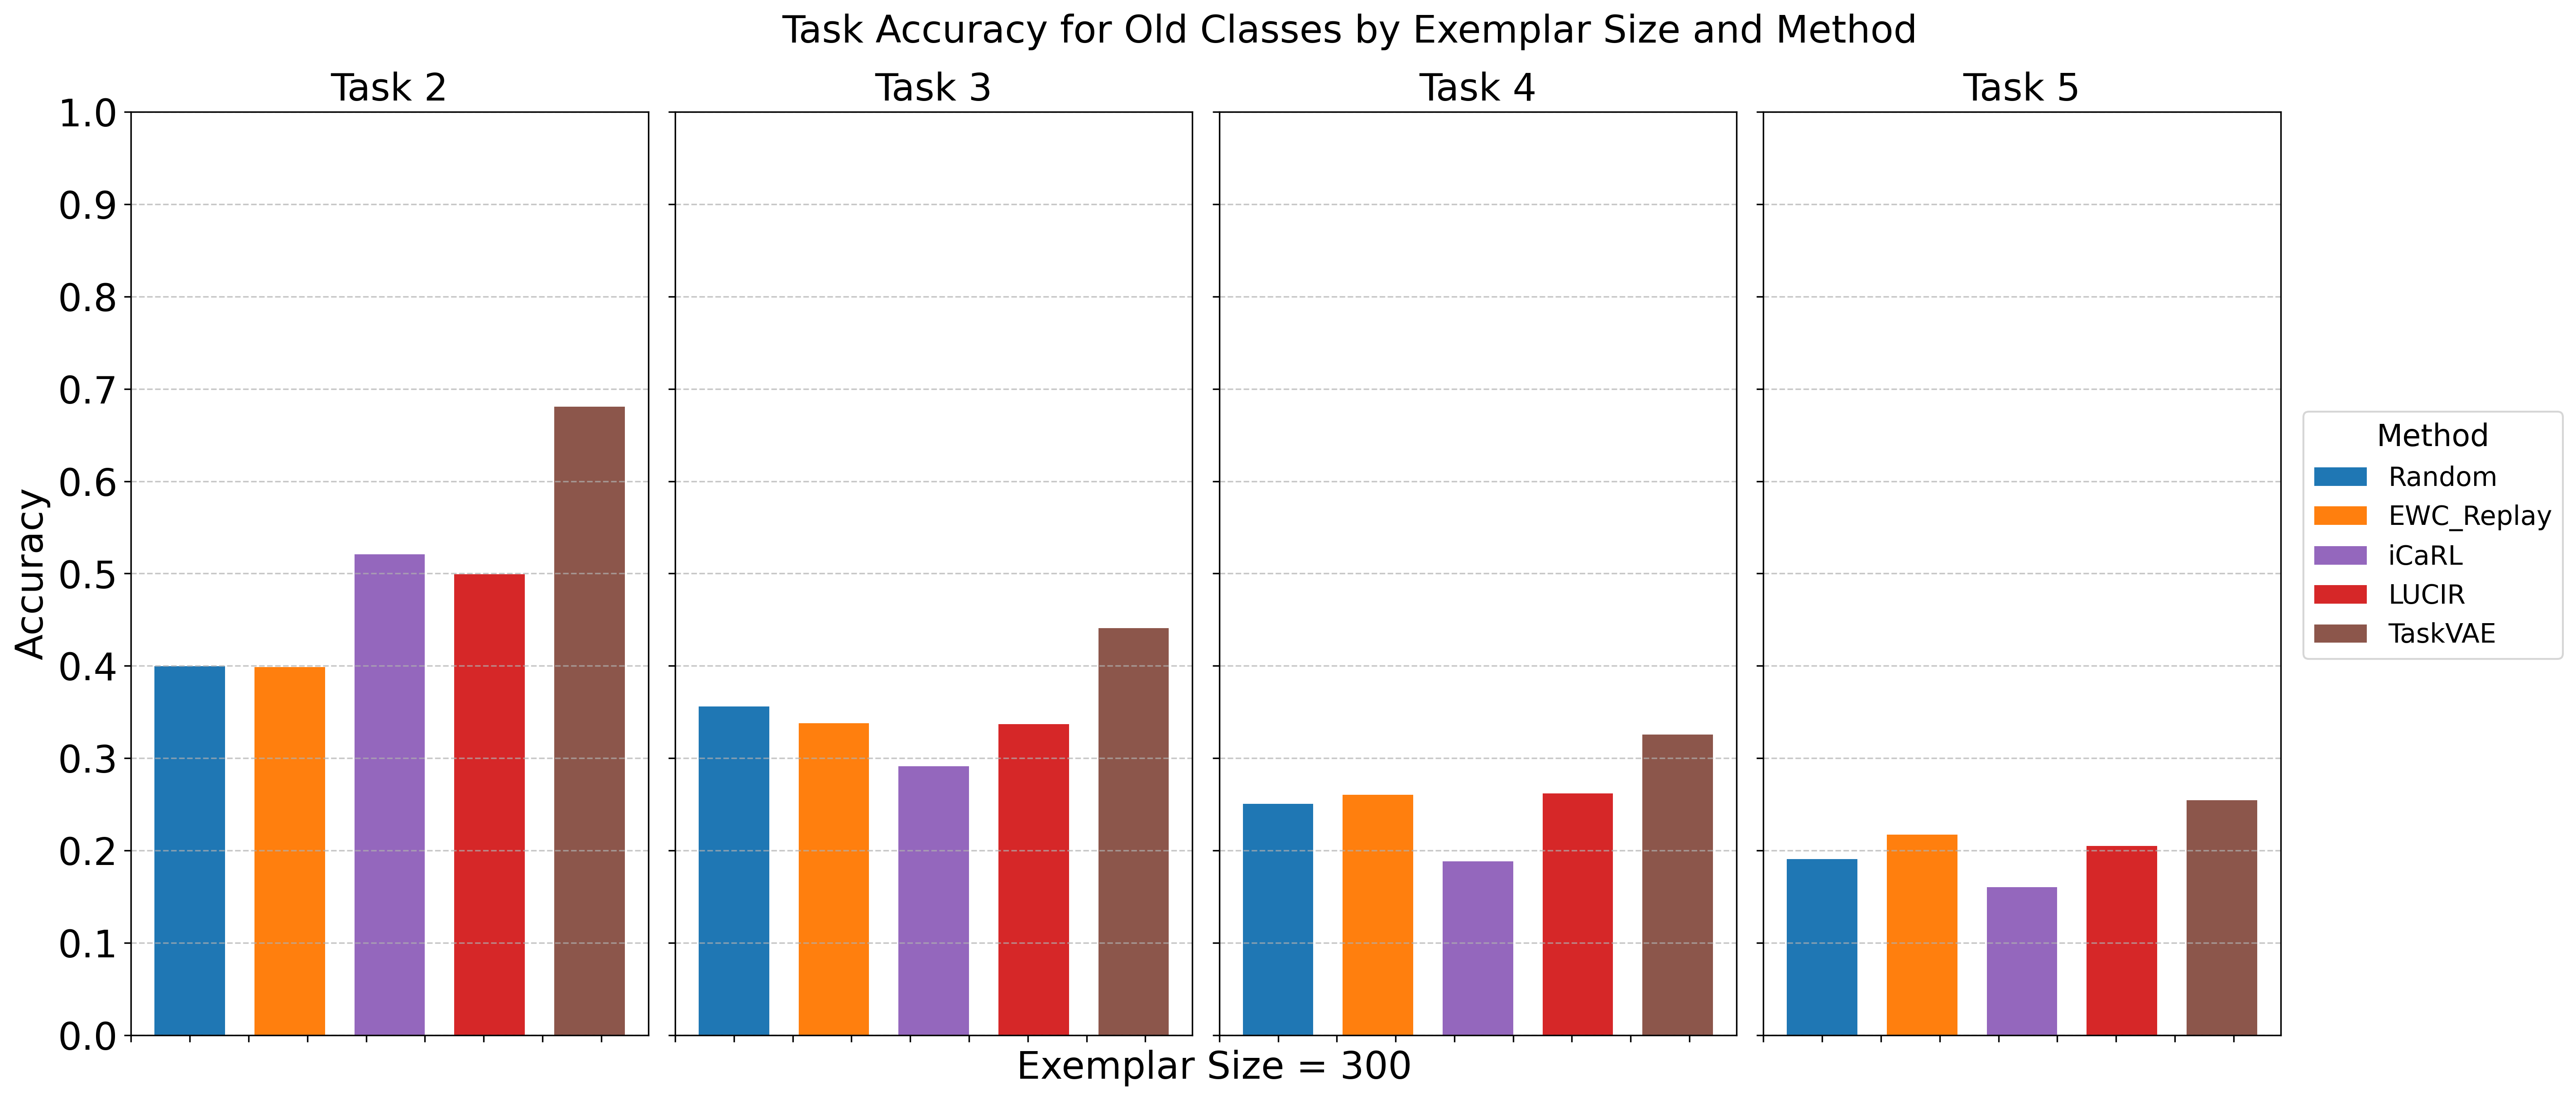 Task Accuracy for Old Classes by Exemplar Size and Method
Task 2
Task 3
Task 4
Task 5
1.0
0.9
0.8
0.7
0.6
0.5
0.4
0.3
0.2
0.1
0.0
Accuracy
Exemplar Size = 300
Method
Random
EWC_Replay
iCaRL
LUCIR
TaskVAE